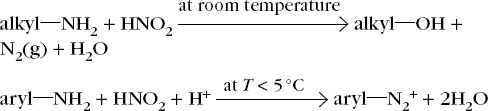 alkyl—NH₂ + HNO₂ at room temperature alkyl—OH +
N₂(g) + H₂O
aryl—NH₂ + HNO₂ + H⁺ at T < 5 °C aryl—N₂⁺ + 2H₂O